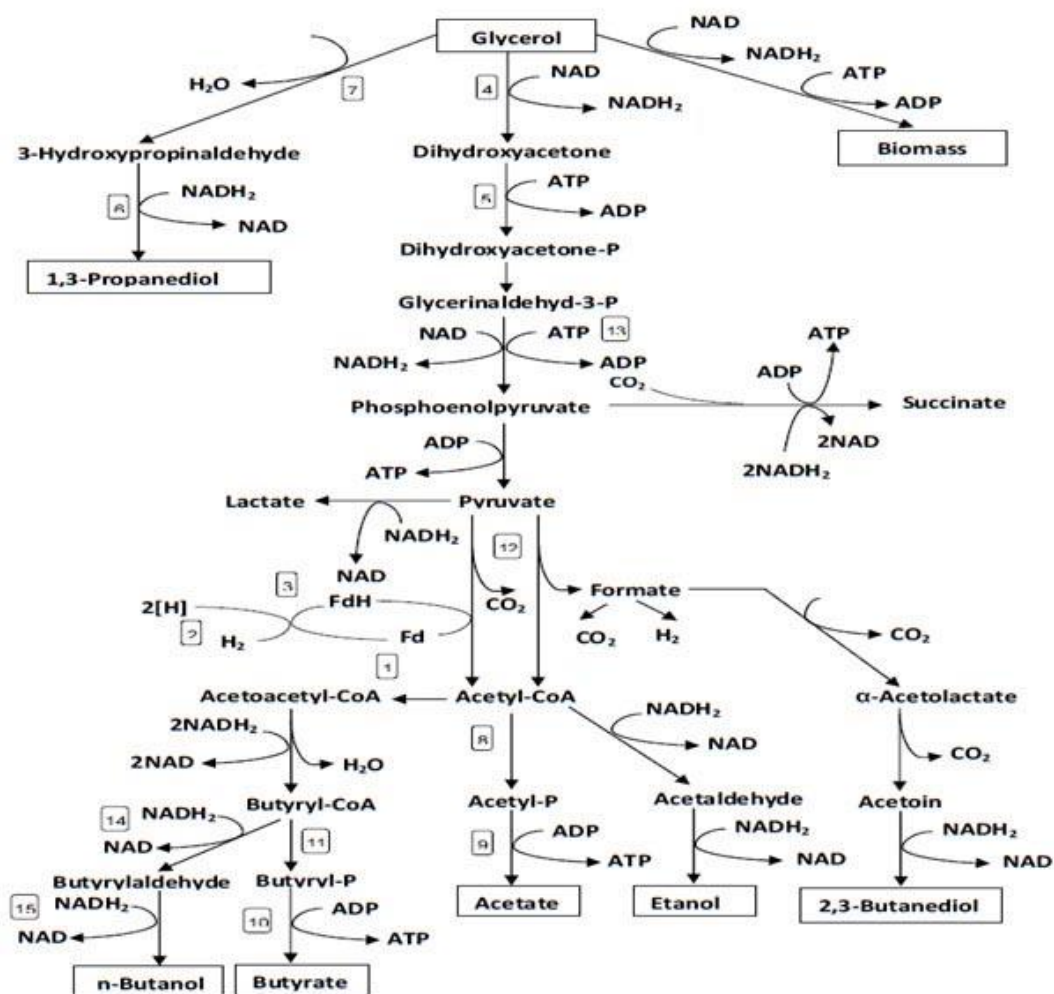 Glycerol
NAD
NADH₂
ATP
ADP
Biomass
H₂O
7
4
NAD
NADH₂
3-Hydroxypropinaldehyde
Dihydroxyacetone
6
NADH₂
NAD
5
ATP
ADP
1,3-Propanediol
Dihydroxyacetone-P
Glycerinaldehyd-3-P
NAD
NADH₂
ATP
13
ADP
CO₂
ATP
ADP
2NAD
2NADH₂
Phosphoenolpyruvate
Succinate
ADP
ATP
Lactate
Pyruvate
NADH₂
NAD
12
3
2[H]
FdH
2
H₂
Fd
CO₂
Formate
CO₂
H₂
CO₂
1
Acetoacetyl-CoA
Acetyl-CoA
α-Acetolactate
2NADH₂
2NAD
H₂O
8
NADH₂
NAD
CO₂
Butyryl-CoA
Acetyl-P
Acetaldehyde
Acetoin
14
NADH₂
NAD
11
9
ADP
ATP
NADH₂
NAD
NADH₂
NAD
Butyrylaldehyde
Butyryl-P
15
NADH₂
NAD
10
ADP
ATP
Acetate
Etanol
2,3-Butanediol
n-Butanol
Butyrate